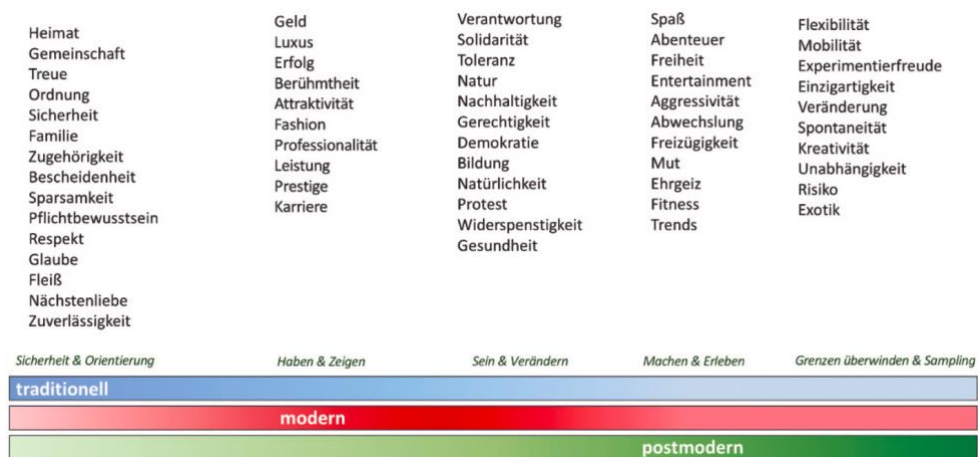 Heimat
Gemeinschaft
Treue
Ordnung
Sicherheit
Familie
Zugehörigkeit
Bescheidenheit
Sparsamkeit
Pflichtbewusstsein
Respekt
Glaube
Fleiß
Nächstenliebe
Zuverlässigkeit
Geld
Luxus
Erfolg
Berühmtheit
Attraktivität
Fashion
Professionalität
Leistung
Prestige
Karriere
Verantwortung
Solidarität
Toleranz
Natur
Nachhaltigkeit
Gerechtigkeit
Demokratie
Bildung
Natürlichkeit
Protest
Widerspenstigkeit
Gesundheit
Spaß
Abenteuer
Freiheit
Entertainment
Aggressivität
Abwechslung
Freizügigkeit
Mut
Ehrgeiz
Fitness
Trends
Flexibilität
Mobilität
Experimentierfreude
Einzigartigkeit
Veränderung
Spontaneität
Kreativität
Unabhängigkeit
Risiko
Exotik
Sicherheit & Orientierung
Haben & Zeigen
Sein & Verändern
Machen & Erleben
Grenzen überwinden & Sampling
traditionell
modern
postmodern